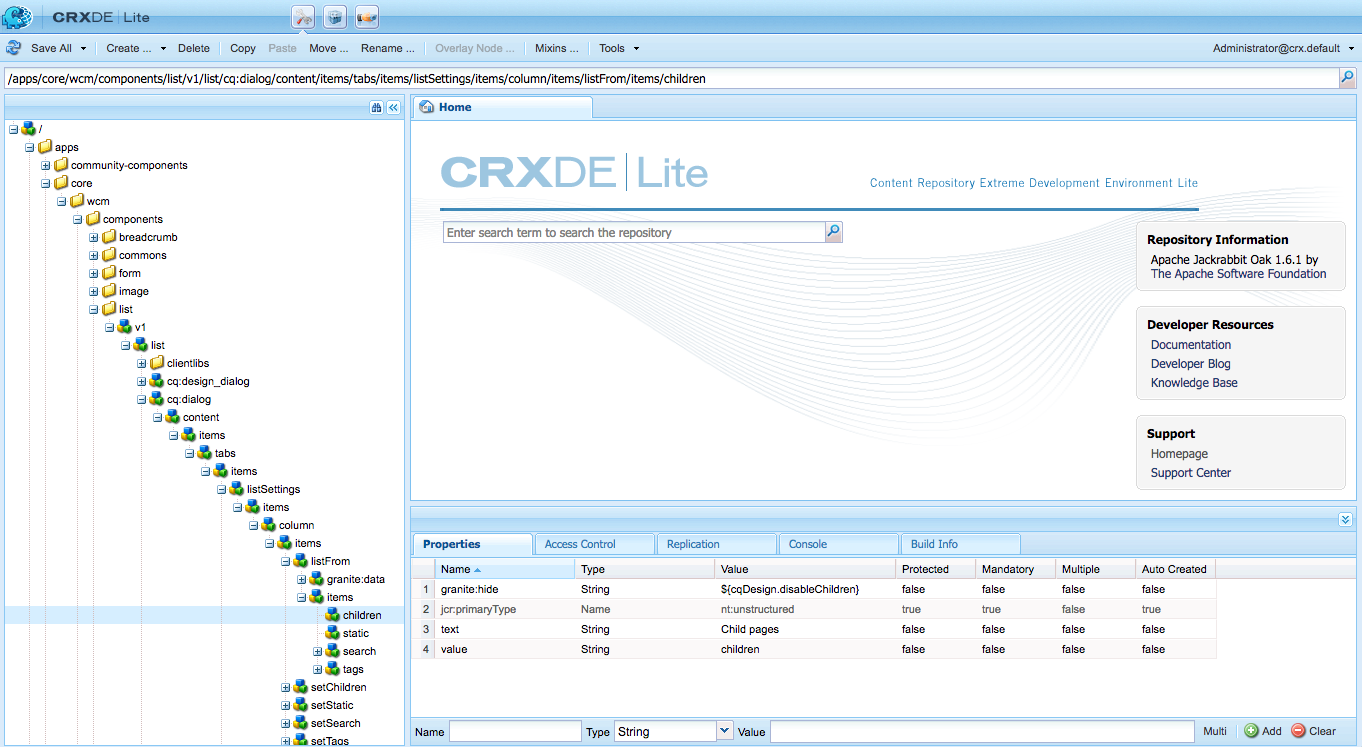 CRXDE | Lite
Save All Create ... Delete Copy Paste Move ... Rename ... Overlay Node ... Mixins ... Tools Administrator@crx.default
/apps/core/wcm/components/list/v1/list/cq:dialog/content/items/tabs/items/listSettings/items/column/items/listFrom/items/children
/
apps
community-components
core
wcm
components
breadcrumb
commons
form
image
list
v1
list
clientlibs
cq:design_dialog
cq:dialog
content
items
tabs
items
listSettings
items
column
items
listFrom
granite:data
items
children
static
search
tags
setChildren
setStatic
setSearch
setTags
Home
CRXDE | Lite
Content Repository Extreme Development Environment Lite
Enter search term to search the repository
Repository Information
Apache Jackrabbit Oak 1.6.1 by
The Apache Software Foundation
Developer Resources
Documentation
Developer Blog
Knowledge Base
Support
Homepage
Support Center
Properties Access Control Replication Console Build Info
Name Type Value Protected Mandatory Multiple Auto Created
1 granite:hide String ${cqDesign.disableChildren} false false false false
2 jcr:primaryType Name nt:unstructured true true false true
3 text String Child pages false false false false
4 value String children false false false false
Name Type String Value Multi Add Clear